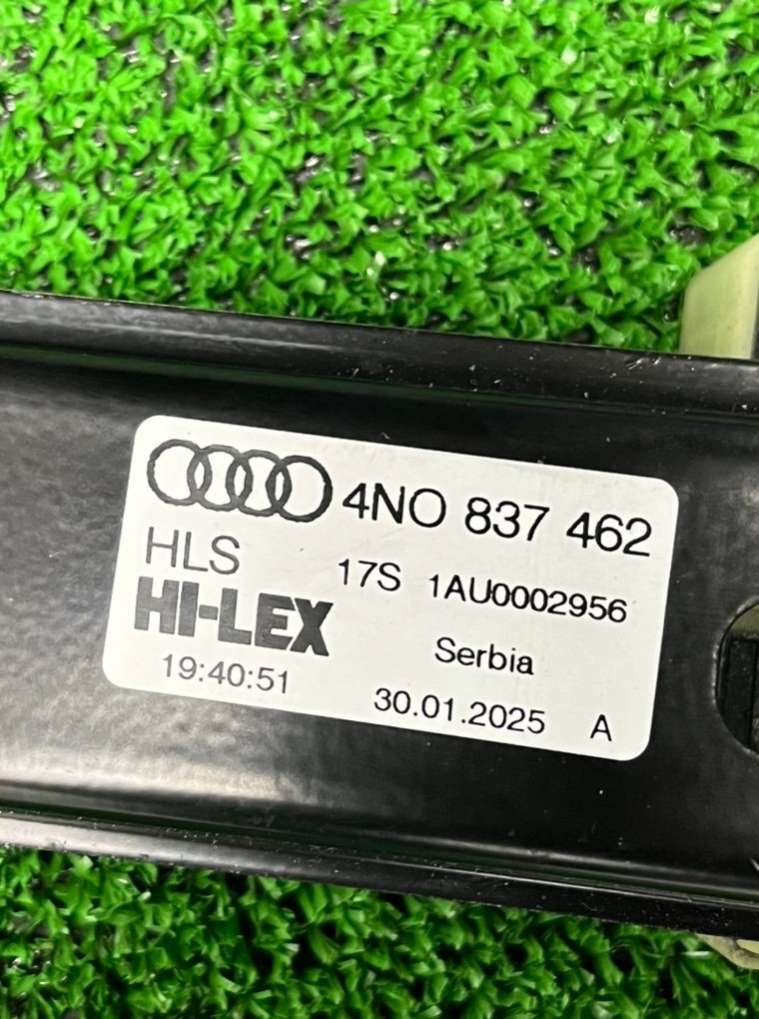 4N0 837 462
HLS 17S 1AU0002956
HI-LEX
Serbia
19:40:51 30.01.2025 A